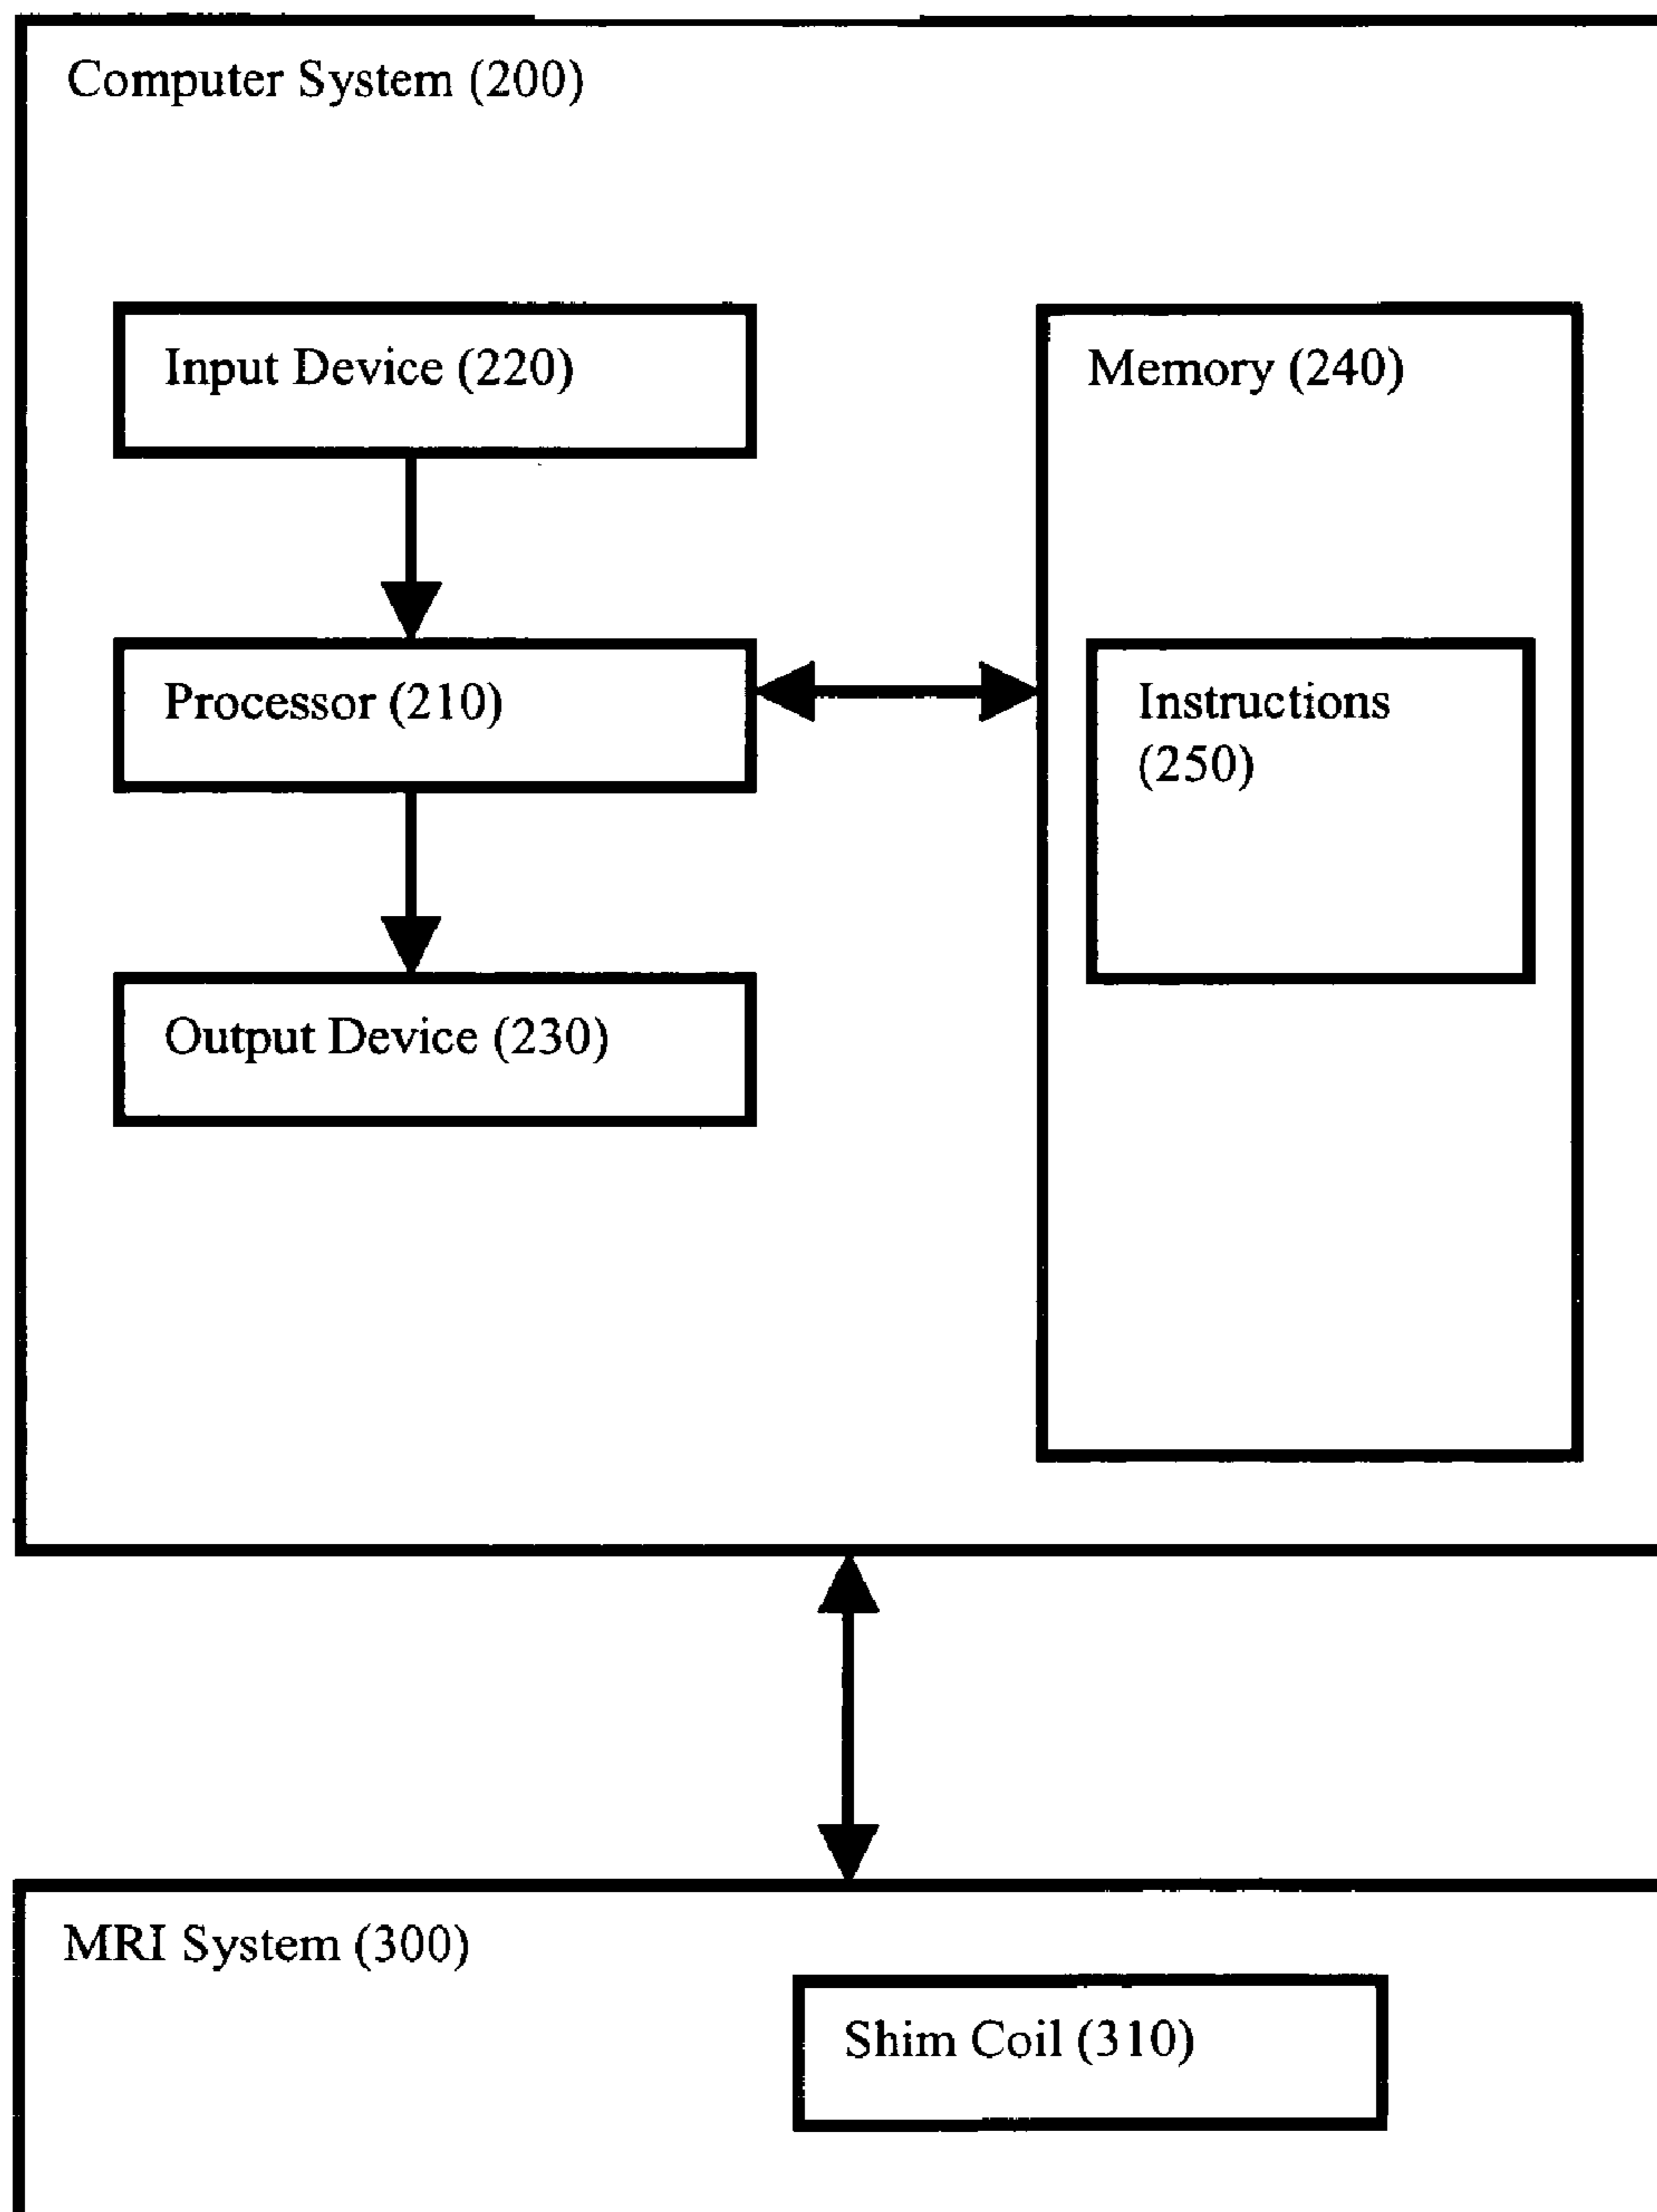 Computer System (200)
Input Device (220)
Memory (240)
Processor (210)
Instructions
(250)
Output Device (230)
MRI System (300)
Shim Coil (310)